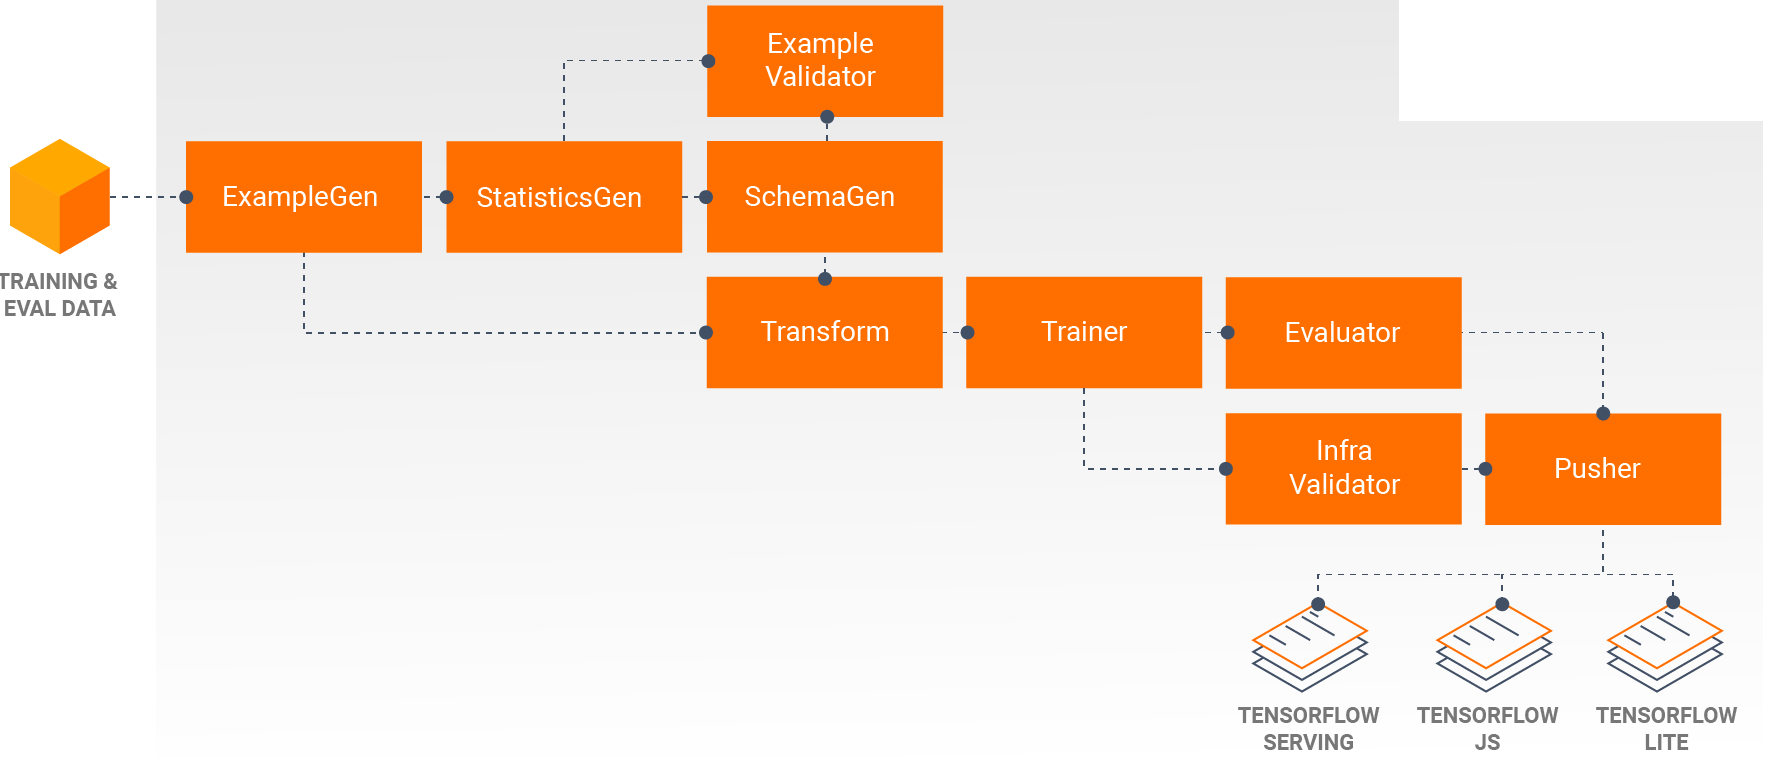 Example
Validator
ExampleGen
StatisticsGen
SchemaGen
TRAINING &
EVAL DATA
Transform
Trainer
Evaluator
Infra
Validator
Pusher
TENSORFLOW
SERVING
TENSORFLOW
JS
TENSORFLOW
LITE